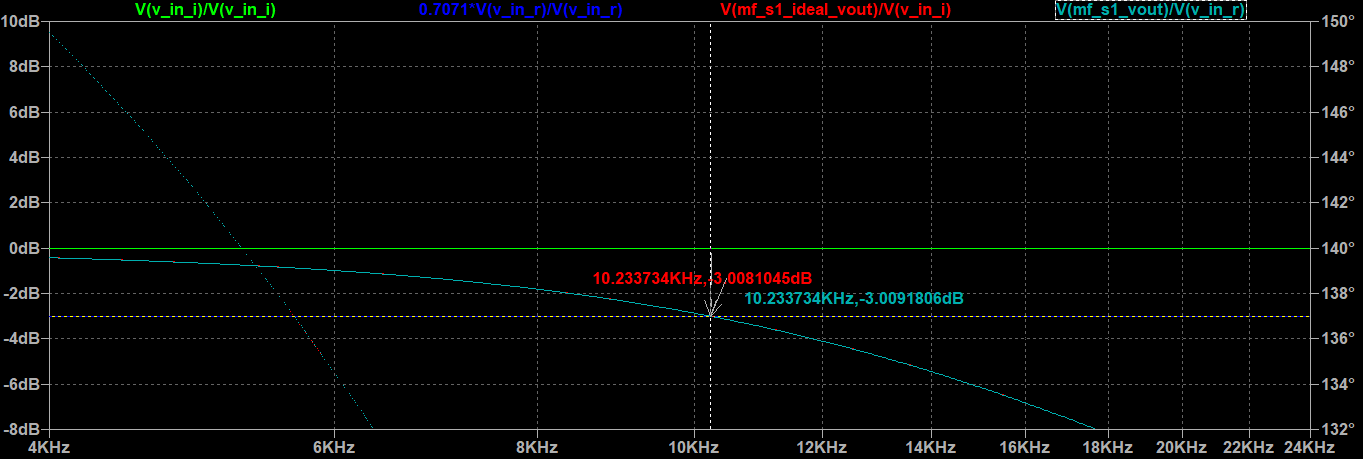 V(v_in_i)/V(v_in_i) 0.7071*V(v_in_r)/V(v_in_r) V(mf_s1_ideal_vout)/V(v_in_i) V(mf_s1_vout)/V(v_in_r)
10dB 150°
8dB 148°
6dB 146°
4dB 144°
2dB 142°
0dB 140°
10.233734KHz,-3.0081045dB
-2dB 10.233734KHz,-3.0091806dB 138°
-4dB 136°
-6dB 134°
-8dB 132°
4KHz 6KHz 8KHz 10KHz 12KHz 14KHz 16KHz 18KHz 20KHz 22KHz 24KHz